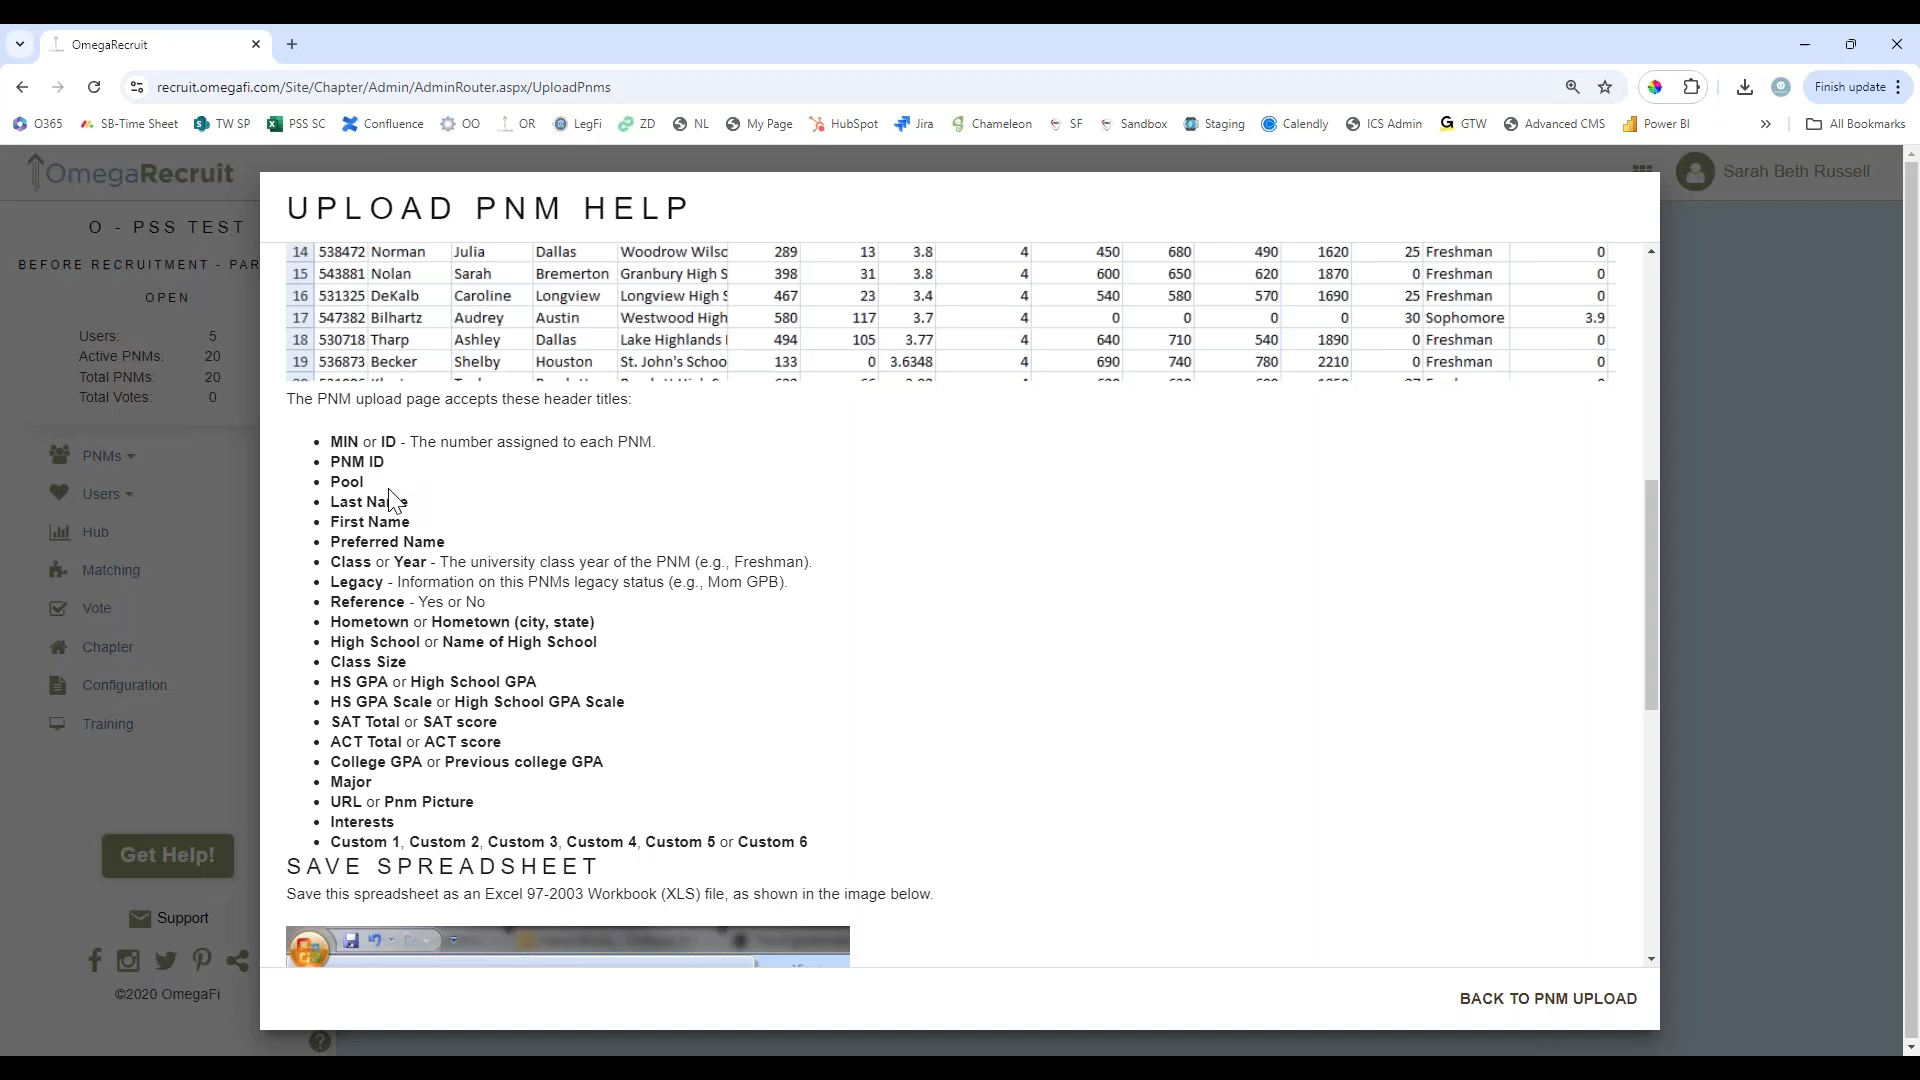 OmegaRecruit
recruit.omegafi.com/Site/Chapter/Admin/AdminRouter.aspx/UploadPnms
Finish update
O365 SB-Time Sheet TW SP PSS SC Confluence OO OR LegFi ZD NL My Page HubSpot Jira Chameleon SF Sandbox Staging Calendly ICS Admin GTW Advanced CMS Power BI » All Bookmarks
OmegaRecruit
Sarah Beth Russell
O - PSS TEST
BEFORE RECRUITMENT - PAR
OPEN
Users: 5
Active PNMs: 20
Total PNMs: 20
Total Votes: 0
PNMs
Users
Hub
Matching
Vote
Chapter
Configuration
Training
Get Help!
Support
©2020 OmegaFi
UPLOAD PNM HELP
14 538472 Norman Julia Dallas Woodrow Wilsc 289 13 3.8 4 450 680 490 1620 25 Freshman 0
15 543881 Nolan Sarah Bremerton Granbury High S 398 31 3.8 4 600 650 620 1870 0 Freshman 0
16 531325 DeKalb Caroline Longview Longview High S 467 23 3.4 4 540 580 570 1690 25 Freshman 0
17 547382 Bilhartz Audrey Austin Westwood High 580 117 3.7 4 0 0 0 0 30 Sophomore 3.9
18 530718 Tharp Ashley Dallas Lake Highlands 494 105 3.77 4 640 710 540 1890 0 Freshman 0
19 536873 Becker Shelby Houston St. John's Schoo 133 0 3.6348 4 690 740 780 2210 0 Freshman 0
The PNM upload page accepts these header titles:
• MIN or ID - The number assigned to each PNM.
• PNM ID
• Pool
• Last Name
• First Name
• Preferred Name
• Class or Year - The university class year of the PNM (e.g., Freshman).
• Legacy - Information on this PNMs legacy status (e.g., Mom GPB).
• Reference - Yes or No
• Hometown or Hometown (city, state)
• High School or Name of High School
• Class Size
• HS GPA or High School GPA
• HS GPA Scale or High School GPA Scale
• SAT Total or SAT score
• ACT Total or ACT score
• College GPA or Previous college GPA
• Major
• URL or Pnm Picture
• Interests
• Custom 1, Custom 2, Custom 3, Custom 4, Custom 5 or Custom 6
SAVE SPREADSHEET
Save this spreadsheet as an Excel 97-2003 Workbook (XLS) file, as shown in the image below.
BACK TO PNM UPLOAD